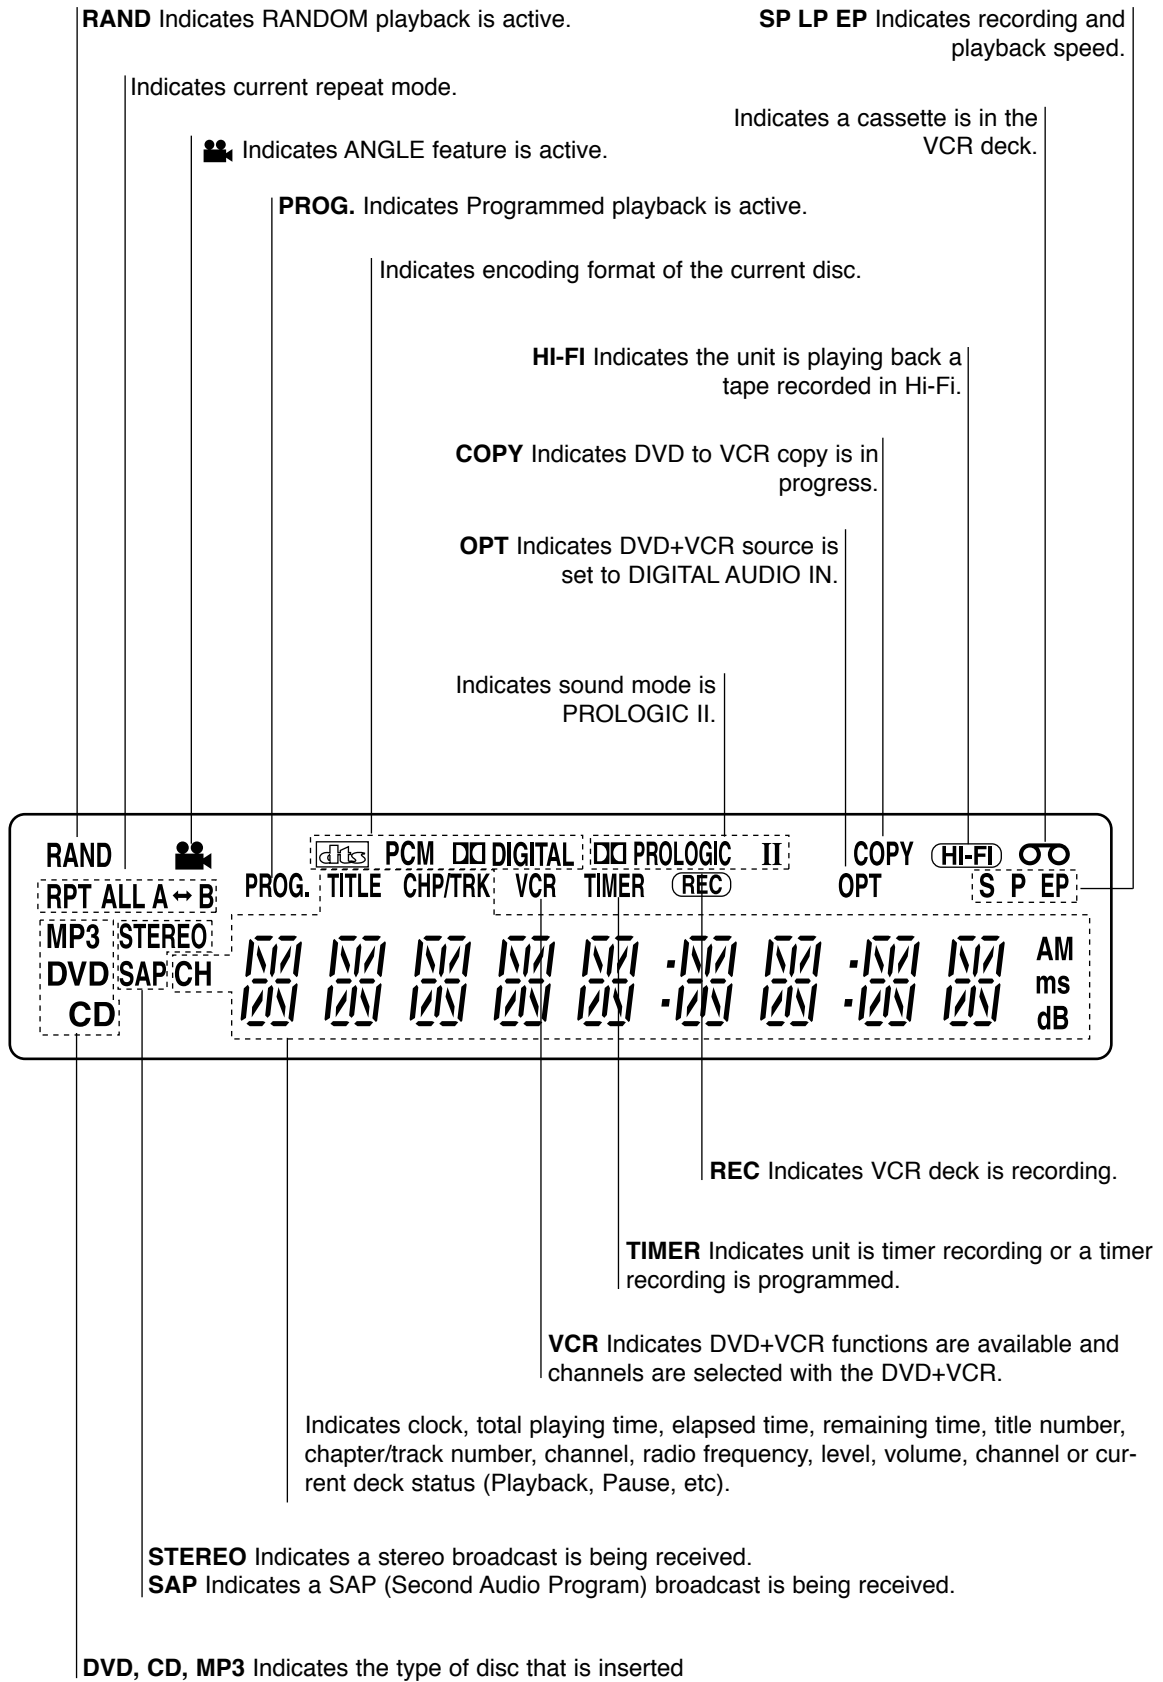 RAND Indicates RANDOM playback is active.
SP LP EP Indicates recording and
playback speed.
Indicates current repeat mode.
Indicates a cassette is in the
VCR deck.
Indicates ANGLE feature is active.
PROG. Indicates Programmed playback is active.
Indicates encoding format of the current disc.
HI-FI Indicates the unit is playing back a
tape recorded in Hi-Fi.
COPY Indicates DVD to VCR copy is in
progress.
OPT Indicates DVD+VCR source is
set to DIGITAL AUDIO IN.
Indicates sound mode is
PROLOGIC II.
RAND dts PCM DIGITAL PROLOGIC II COPY HI-FI
RPT ALL A ↔ B PROG. TITLE CHP/TRK VCR TIMER REC OPT S P EP
MP3 STEREO AM
DVD SAP CH ms
CD dB
REC Indicates VCR deck is recording.
TIMER Indicates unit is timer recording or a timer
recording is programmed.
VCR Indicates DVD+VCR functions are available and
channels are selected with the DVD+VCR.
Indicates clock, total playing time, elapsed time, remaining time, title number,
chapter/track number, channel, radio frequency, level, volume, channel or cur-
rent deck status (Playback, Pause, etc).
STEREO Indicates a stereo broadcast is being received.
SAP Indicates a SAP (Second Audio Program) broadcast is being received.
DVD, CD, MP3 Indicates the type of disc that is inserted